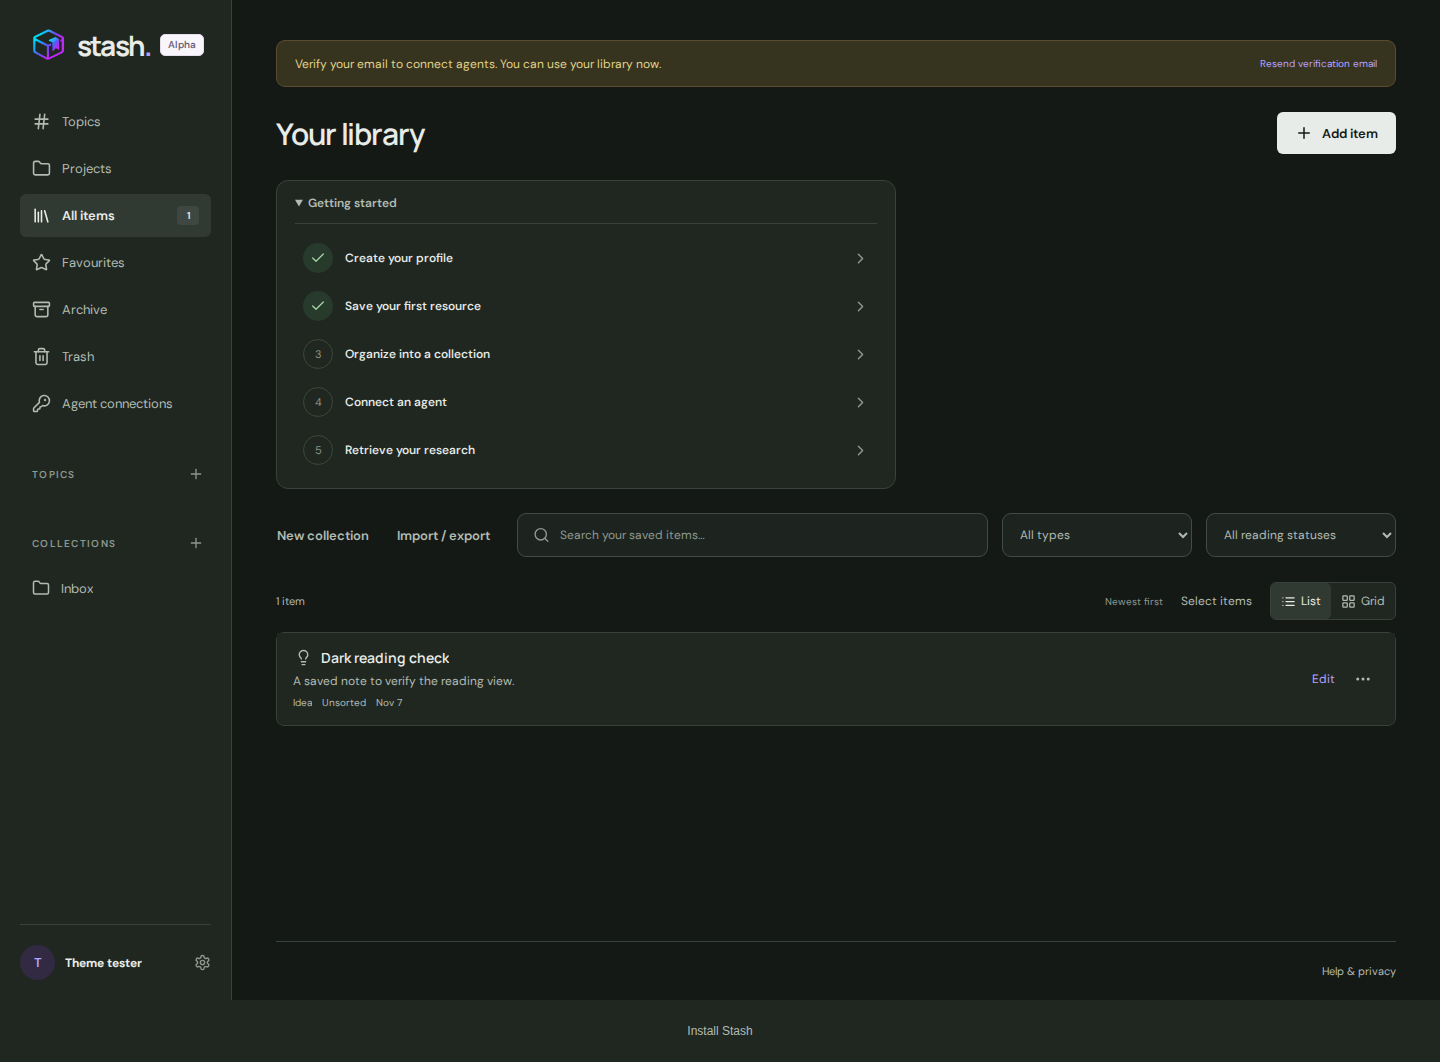 stash.
Alpha
Topics
Projects
All items 1
Favourites
Archive
Trash
Agent connections
TOPICS
COLLECTIONS
Inbox
T Theme tester
Verify your email to connect agents. You can use your library now. Resend verification email
Your library
Add item
Getting started
Create your profile
Save your first resource
3 Organize into a collection
4 Connect an agent
5 Retrieve your research
New collection Import / export Search your saved items... All types All reading statuses
1 item Newest first Select items List Grid
Dark reading check
A saved note to verify the reading view.
Idea Unsorted Nov 7
Edit
Help & privacy
Install Stash